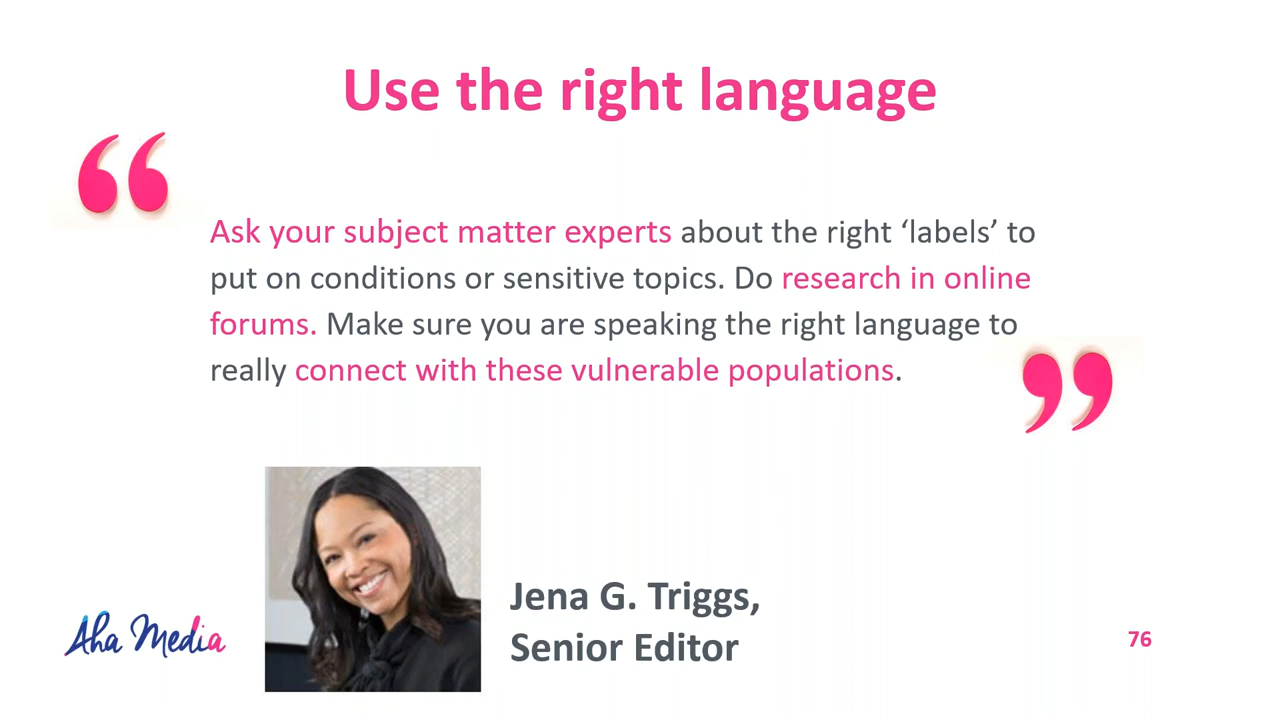 Use the right language
“
Ask your subject matter experts about the right ‘labels’ to
put on conditions or sensitive topics. Do research in online
forums. Make sure you are speaking the right language to
really connect with these vulnerable populations.
”
Jena G. Triggs,
Senior Editor
Aha Media
76